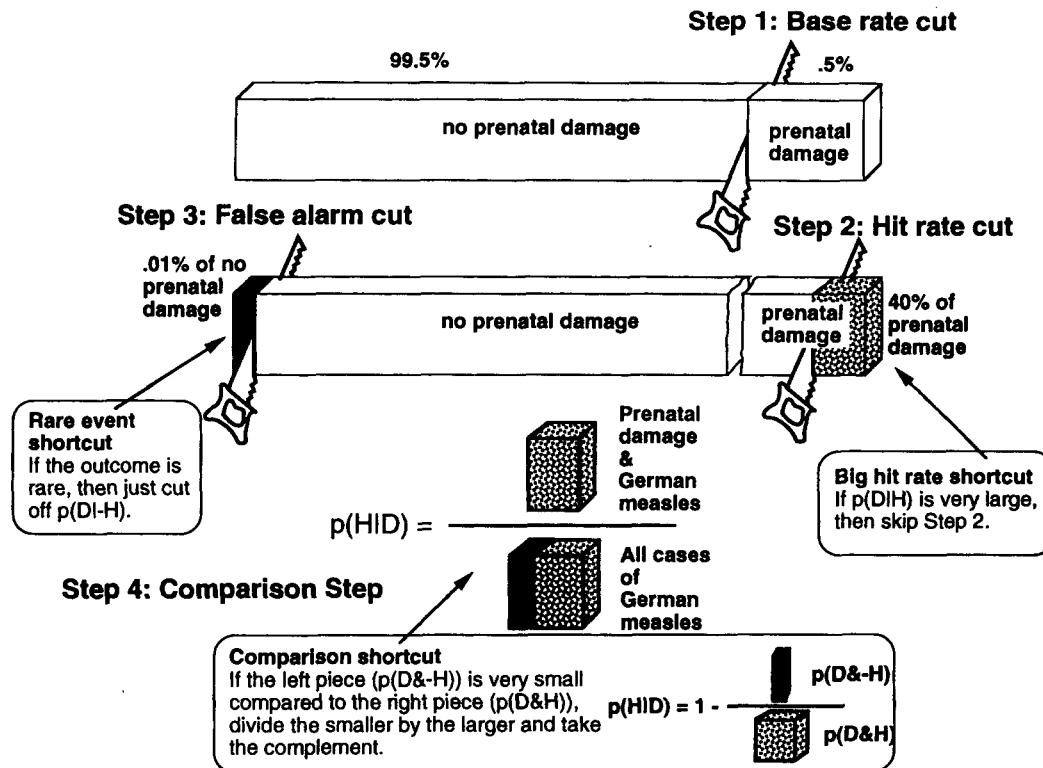 Step 1: Base rate cut
99.5%
.5%
no prenatal damage
prenatal
damage
Step 3: False alarm cut
Step 2: Hit rate cut
.01% of no
prenatal
damage
no prenatal damage
prenatal
damage
40% of
prenatal
damage
Rare event
shortcut
If the outcome is
rare, then just cut
off p(D|-H).
Prenatal
damage
&
German
measles
Big hit rate shortcut
If p(D|H) is very large,
then skip Step 2.
p(H|D) =
All cases
of
German
measles
Step 4: Comparison Step
Comparison shortcut
If the left piece (p(D&-H)) is very small
compared to the right piece (p(D&H)),
divide the smaller by the larger and take
the complement.
p(H|D) = 1 -
p(D&-H)
p(D&H)